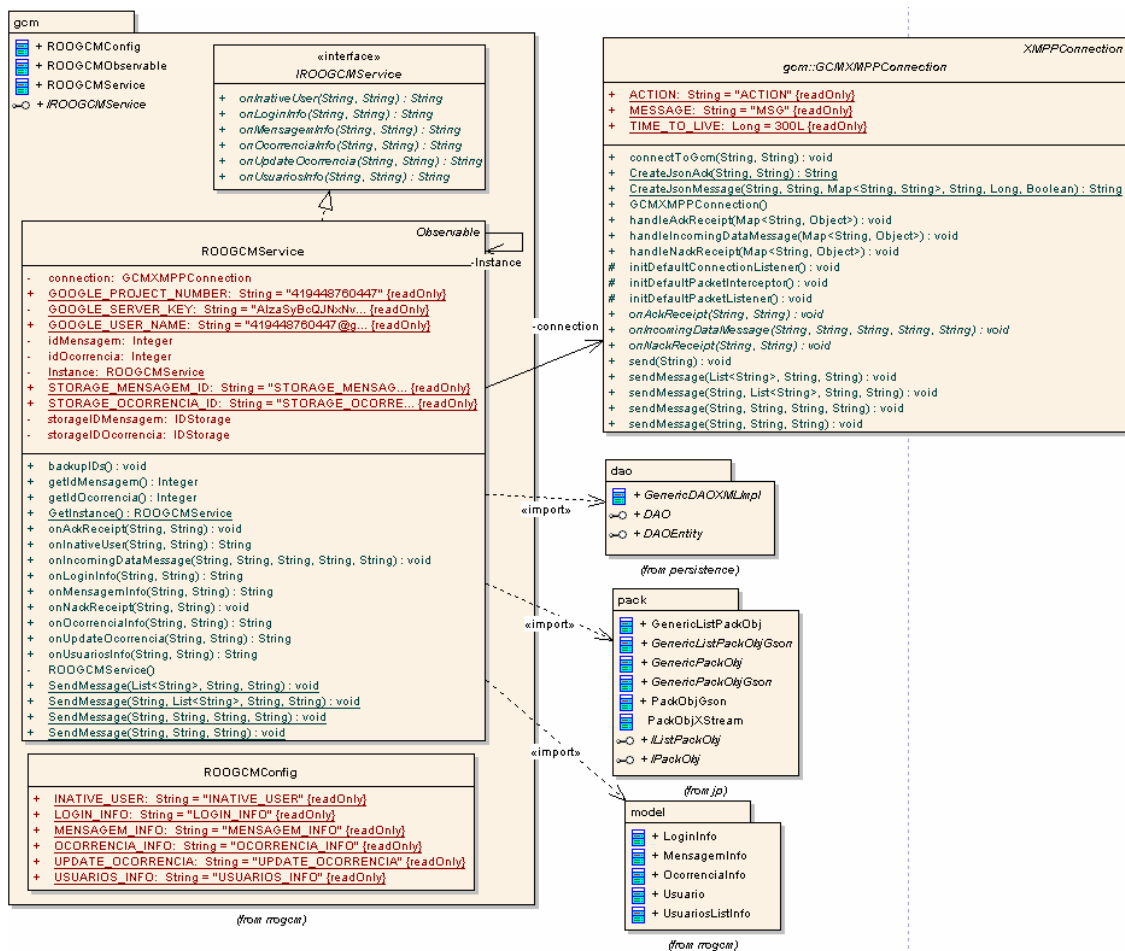 gcm
+ ROOGCMConfig
+ ROOGCMObservable
+ ROOGCMService
+ IROOGCMService
«interface»
IROOGCMService
+ onInativeUser(String, String) : String
+ onLoginInfo(String, String) : String
+ onMensagemInfo(String, String) : String
+ onOcorrenciaInfo(String, String) : String
+ onUpdateOcorrencia(String, String) : String
+ onUsuariosInfo(String, String) : String
Observable
ROOGCMService
- connection: GCMXMPPConnection
+ GOOGLE_PROJECT_NUMBER: String = "419448760447" {readOnly}
- GOOGLE_SERVER_KEY: String = "AIzaSyBcQJNxNv... {readOnly}
+ GOOGLE_USER_NAME: String = "419448760447@g... {readOnly}
- idMensagem: Integer
- idOcorrencia: Integer
- Instance: ROOGCMService
+ STORAGE_MENSAGEM_ID: String = "STORAGE_MENSAG... {readOnly}
+ STORAGE_OCORRENCIA_ID: String = "STORAGE_OCORRE... {readOnly}
- storageIDMensagem: IDStorage
- storageIDOcorrencia: IDStorage
+ backupIDs() : void
+ getIdMensagem() : Integer
+ getIdOcorrencia() : Integer
+ GetInstance() : ROOGCMService
+ onAckReceipt(String, String) : void
+ onInativeUser(String, String) : String
+ onIncomingDataMessage(String, String, String, String, String) : void
+ onLoginInfo(String, String) : String
+ onMensagemInfo(String, String) : String
+ onNackReceipt(String, String) : void
+ onOcorrenciaInfo(String, String) : String
+ onUpdateOcorrencia(String, String) : String
+ onUsuariosInfo(String, String) : String
- ROOGCMService()
+ SendMessage(List<String>, String, String) : void
+ SendMessage(String, List<String>, String, String) : void
+ SendMessage(String, String, String, String) : void
+ SendMessage(String, String, String) : void
-Instance
ROOGCMConfig
+ INATIVE_USER: String = "INATIVE_USER" {readOnly}
+ LOGIN_INFO: String = "LOGIN_INFO" {readOnly}
+ MENSAGEM_INFO: String = "MENSAGEM_INFO" {readOnly}
+ OCORRENCIA_INFO: String = "OCORRENCIA_INFO" {readOnly}
+ UPDATE_OCORRENCIA: String = "UPDATE_OCORRENCIA" {readOnly}
+ USUARIOS_INFO: String = "USUARIOS_INFO" {readOnly}
(from rrogcm)
-connection
XMPPConnection
gcm::GCMXMPPConnection
+ ACTION: String = "ACTION" {readOnly}
+ MESSAGE: String = "MSG" {readOnly}
+ TIME_TO_LIVE: Long = 300L {readOnly}
+ connectToGcm(String, String) : void
+ CreateJsonAck(String, String) : String
+ CreateJsonMessage(String, String, Map<String, String>, String, Long, Boolean) : String
+ GCMXMPPConnection()
+ handleAckReceipt(Map<String, Object>) : void
+ handleIncomingDataMessage(Map<String, Object>) : void
+ handleNackReceipt(Map<String, Object>) : void
# initDefaultConnectionListener() : void
# initDefaultPacketInterceptor() : void
# initDefaultPacketListener() : void
+ onAckReceipt(String, String) : void
+ onIncomingDataMessage(String, String, String, String, String) : void
+ onNackReceipt(String, String) : void
+ send(String) : void
+ sendMessage(List<String>, String, String) : void
+ sendMessage(String, List<String>, String, String) : void
+ sendMessage(String, String, String, String) : void
+ sendMessage(String, String, String) : void
«import»
dao
+ GenericDAOXMLImpl
+ DAO
+ DAOEntity
(from persistence)
«import»
pack
+ GenericListPackObj
+ GenericListPackObjGson
+ GenericPackObj
+ GenericPackObjGson
+ PackObjGson
PackObjXStream
+ IListPackObj
+ IPackObj
(from jp)
«import»
model
+ LoginInfo
+ MensagemInfo
+ OcorrenciaInfo
+ Usuario
+ UsuariosListInfo
(from rrogcm)